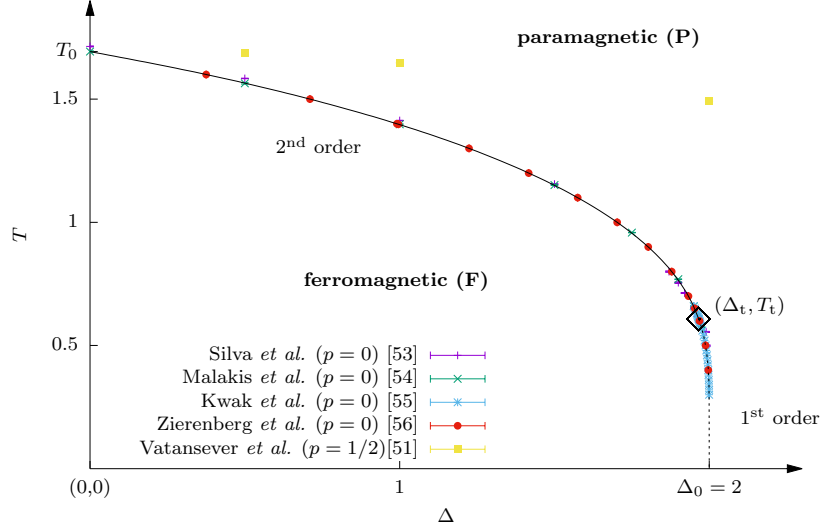 paramagnetic (P)
T₀
1.5
2ⁿᵈ order
1
T
ferromagnetic (F)
(Δₜ, Tₜ)
0.5
Silva et al. (p = 0) [53]
Malakis et al. (p = 0) [54]
Kwak et al. (p = 0) [55]
Zierenberg et al. (p = 0) [56]
Vatansever et al. (p = 1/2)[51]
1ˢᵗ order
(0,0)
1
Δ₀ = 2
Δ